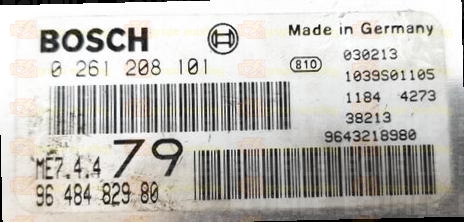 BOSCH
Made in Germany
0 261 208 101
810
030213
1039S01105
1184 4273
38213
9643218980
ME7.4.4 79
96 484 829 80